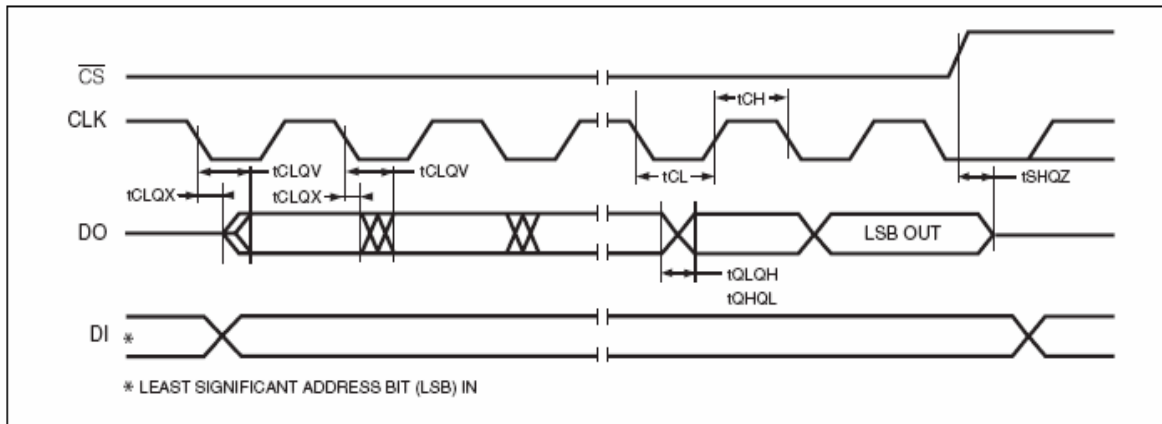 CS
CLK
tCH
tCLQV
tCLQV
tCL
tSHQZ
tCLQX
tCLQX
DO
LSB OUT
tQLQH
tQHQL
DI
*
* LEAST SIGNIFICANT ADDRESS BIT (LSB) IN